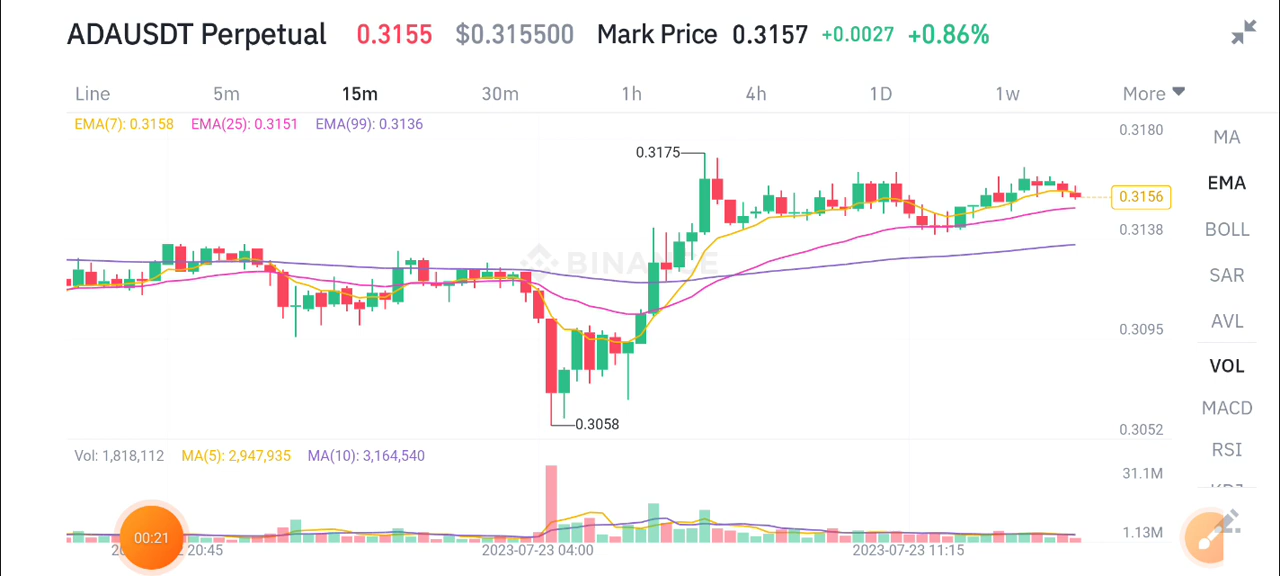 ADAUSDT Perpetual 0.3155 $0.315500 Mark Price 0.3157 +0.0027 +0.86%
Line 5m 15m 30m 1h 4h 1D 1w More
EMA(7): 0.3158 EMA(25): 0.3151 EMA(99): 0.3136
0.3180
MA
0.3175
EMA
0.3156
0.3138
BOLL
BINANCE
SAR
AVL
0.3095
VOL
MACD
0.3058
0.3052
RSI
Vol: 1,818,112 MA(5): 2,947,935 MA(10): 3,164,540
31.1M
KDJ
1.13M
00:21
20:45 2023-07-23 04:00 2023-07-23 11:15